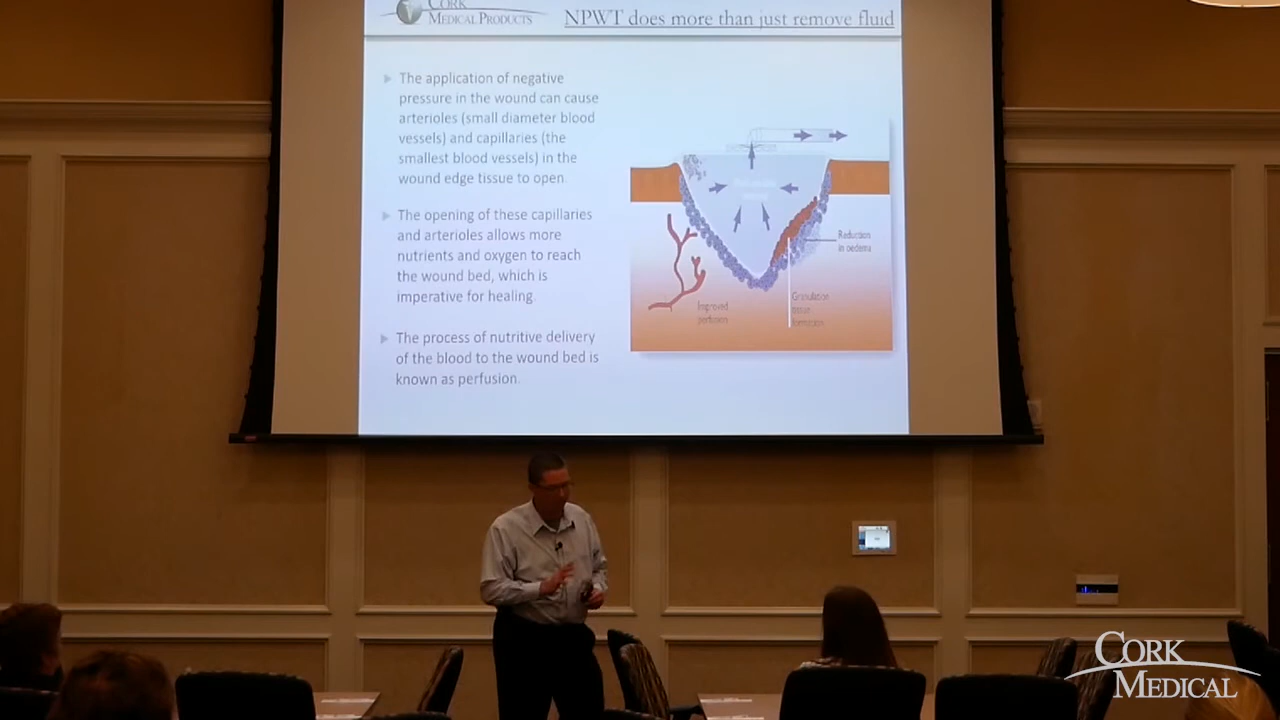 CORK
MEDICAL PRODUCTS
NPWT does more than just remove fluid
The application of negative
pressure in the wound can cause
arterioles (small diameter blood
vessels) and capillaries (the
smallest blood vessels) in the
wound edge tissue to open.
The opening of these capillaries
and arterioles allows more
nutrients and oxygen to reach
the wound bed, which is
imperative for healing.
The process of nutritive delivery
of the blood to the wound bed is
known as perfusion.
Reduction
in oedema
Improved
perfusion
Granulation
tissue
formation
CORK
MEDICAL